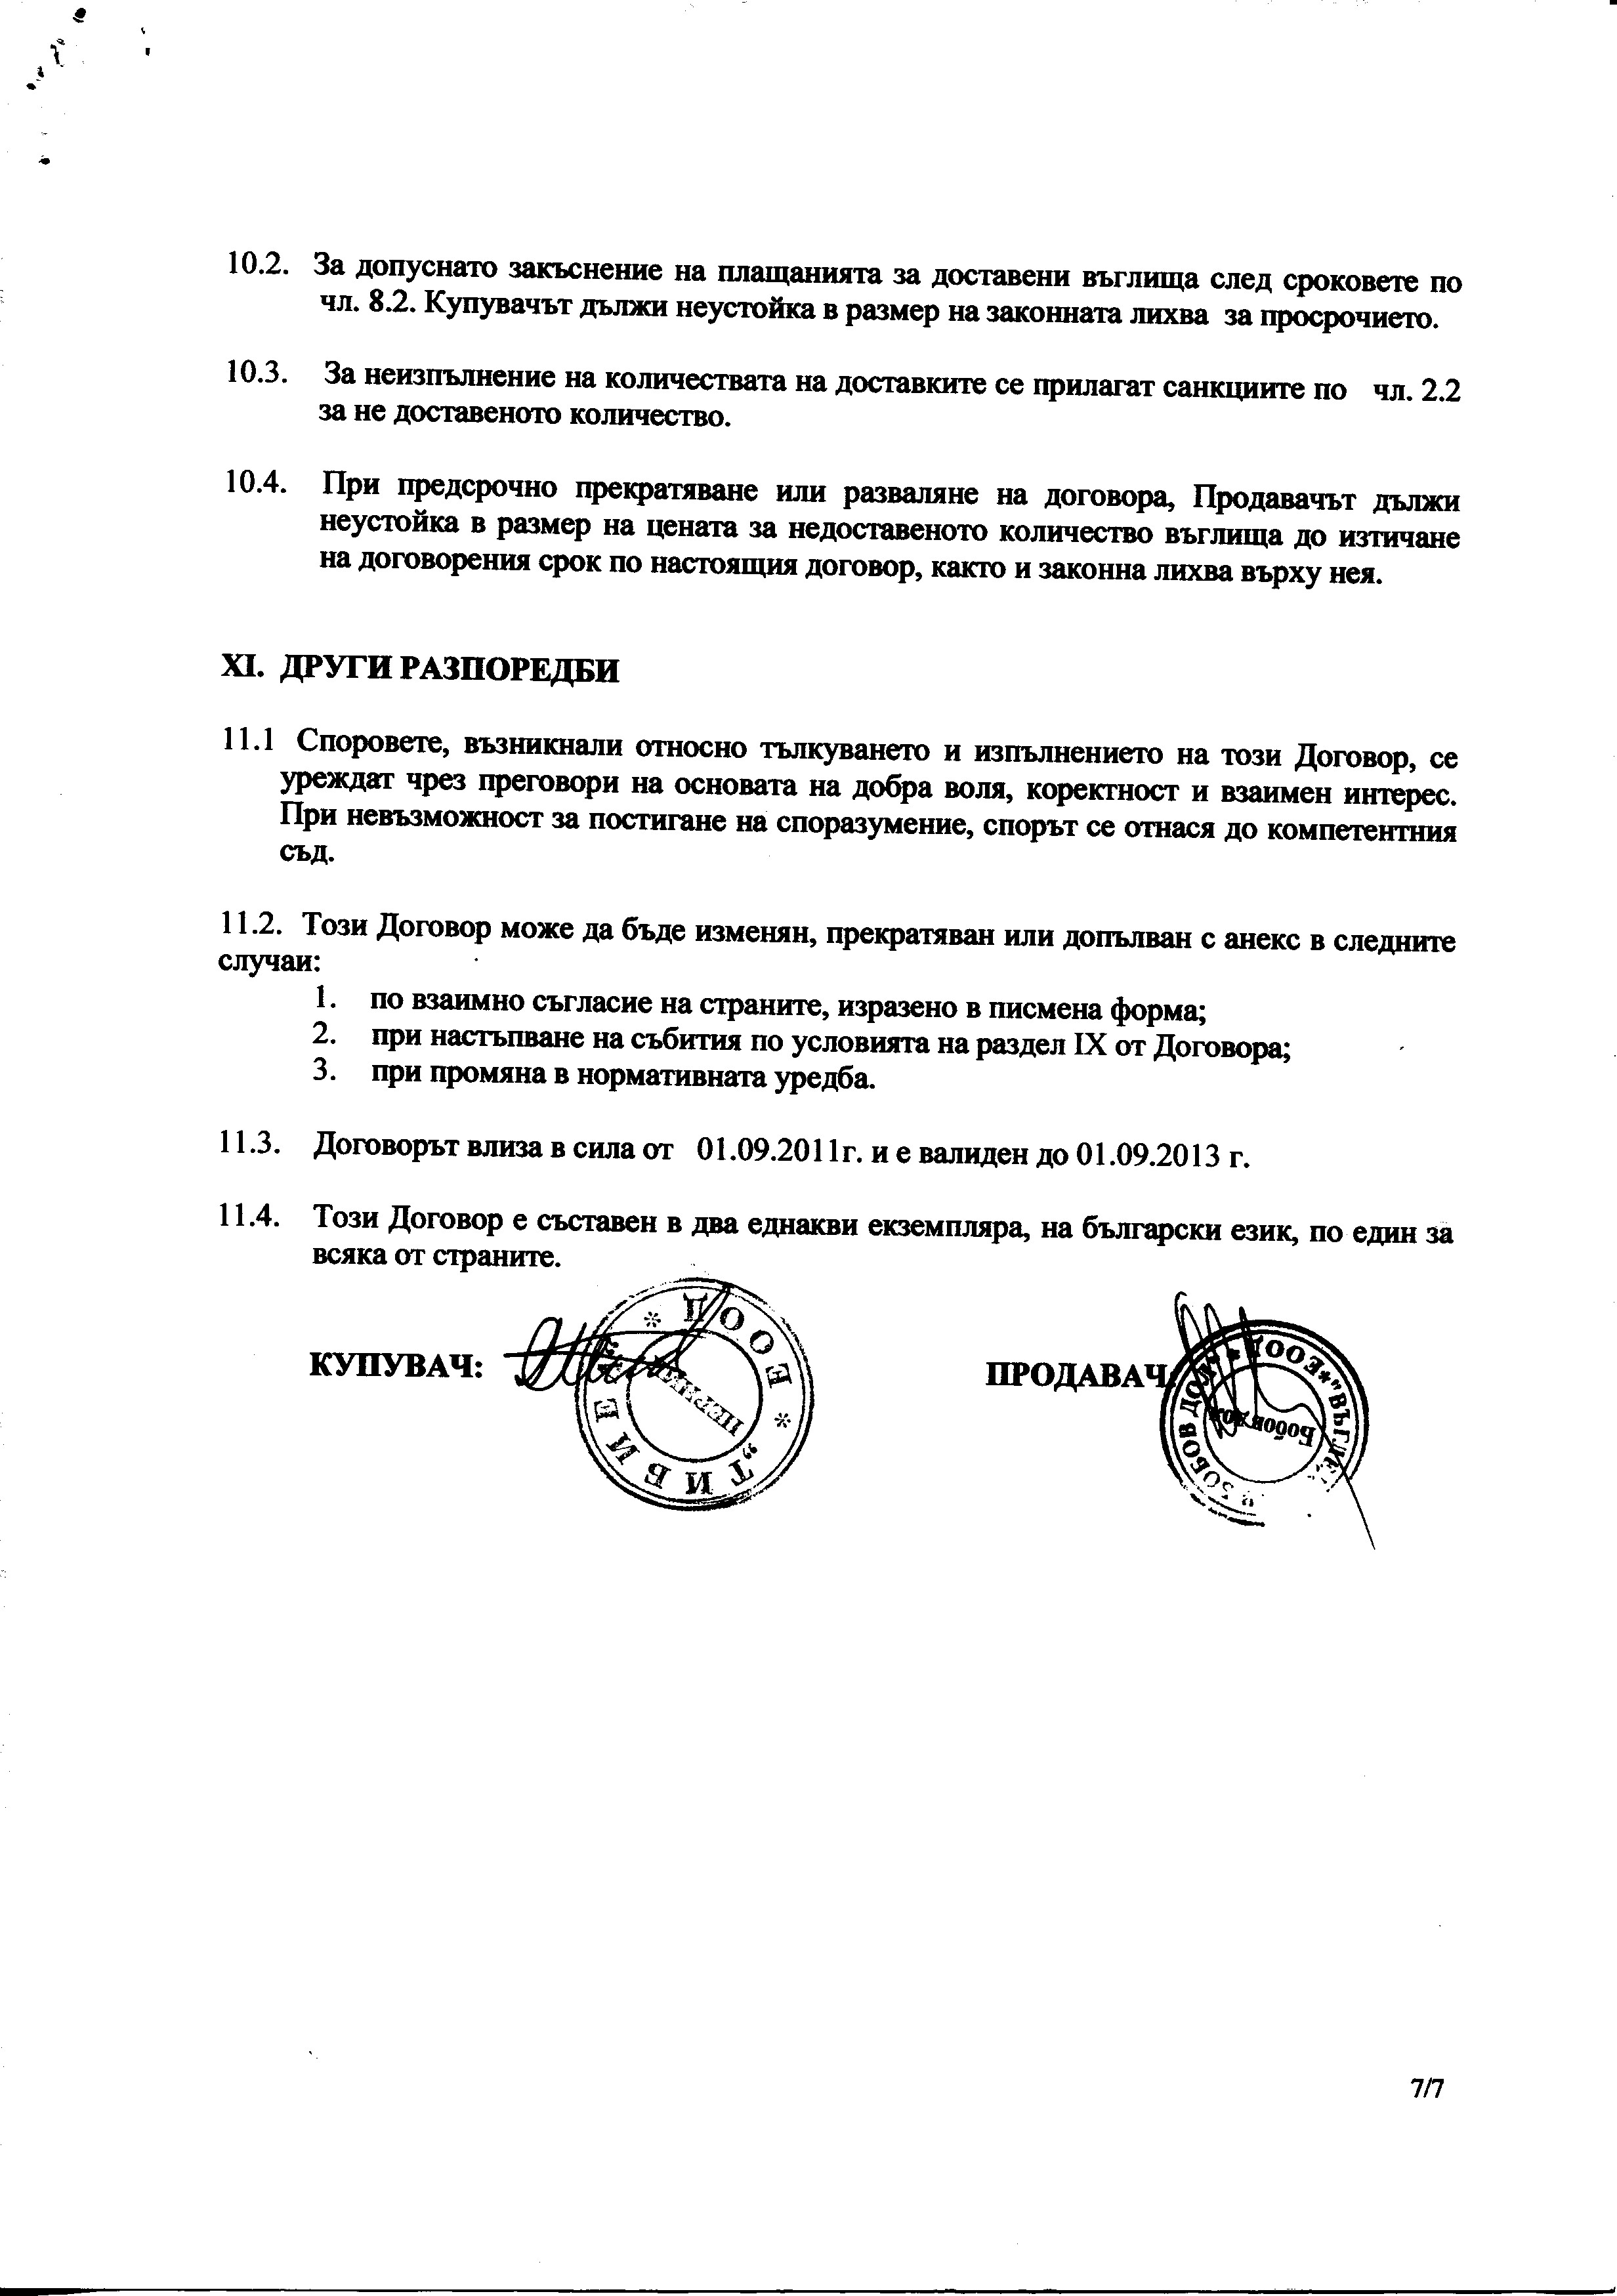 10.2. За допуснато закъснение на плащанията за доставени въглища след сроковете по
чл. 8.2. Купувачът дължи неустойка в размер на законната лихва за просрочието.
10.3. За неизпълнение на количествата на доставките се прилагат санкциите по чл. 2.2
за не доставеното количество.
10.4. При предсрочно прекратяване или разваляне на договора, Продавачът дължи
неустойка в размер на цената за недоставеното количество въглища до изтичане
на договорения срок по настоящия договор, както и законна лихва върху нея.
XI. ДРУГИ РАЗПОРЕДБИ
11.1 Споровете, възникнали относно тълкуването и изпълнението на този Договор, се
уреждат чрез преговори на основата на добра воля, коректност и взаимен интерес.
При невъзможност за постигане на споразумение, спорът се отнася до компетентния
съд.
11.2. Този Договор може да бъде изменян, прекратяван или допълван с анекс в следните
случаи:
1. по взаимно съгласие на страните, изразено в писмена форма;
2. при настъпване на събития по условията на раздел IX от Договора;
3. при промяна в нормативната уредба.
11.3. Договорът влиза в сила от 01.09.2011г. и е валиден до 01.09.2013 г.
11.4. Този Договор е съставен в два еднакви екземпляра, на български език, по един за
всяка от страните.
КУПУВАЧ:
ПРОДАВАЧ
* ЕООД *
ПЕРНИК
ЕООД
Бобов дол
7/7